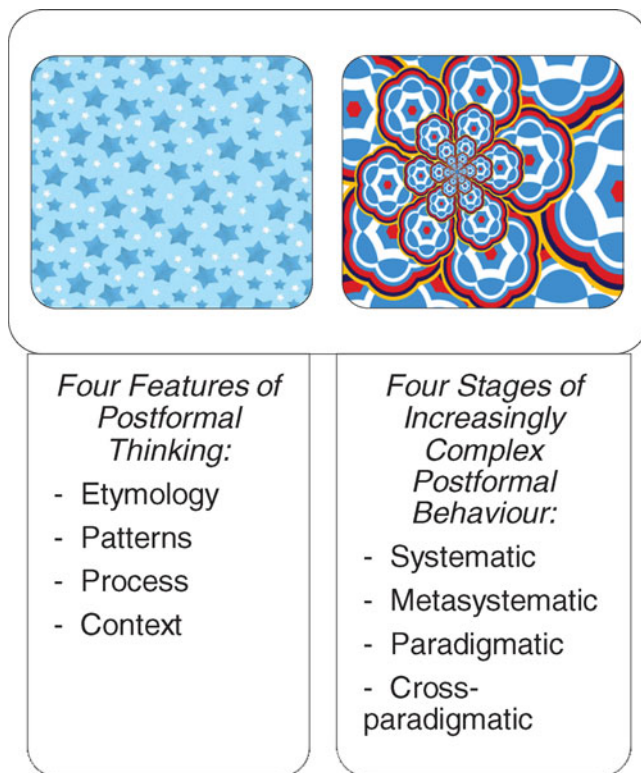 Four Features of
Postformal
Thinking:
- Etymology
- Patterns
- Process
- Context
Four Stages of
Increasingly
Complex
Postformal
Behaviour:
- Systematic
- Metasystematic
- Paradigmatic
- Cross-
paradigmatic